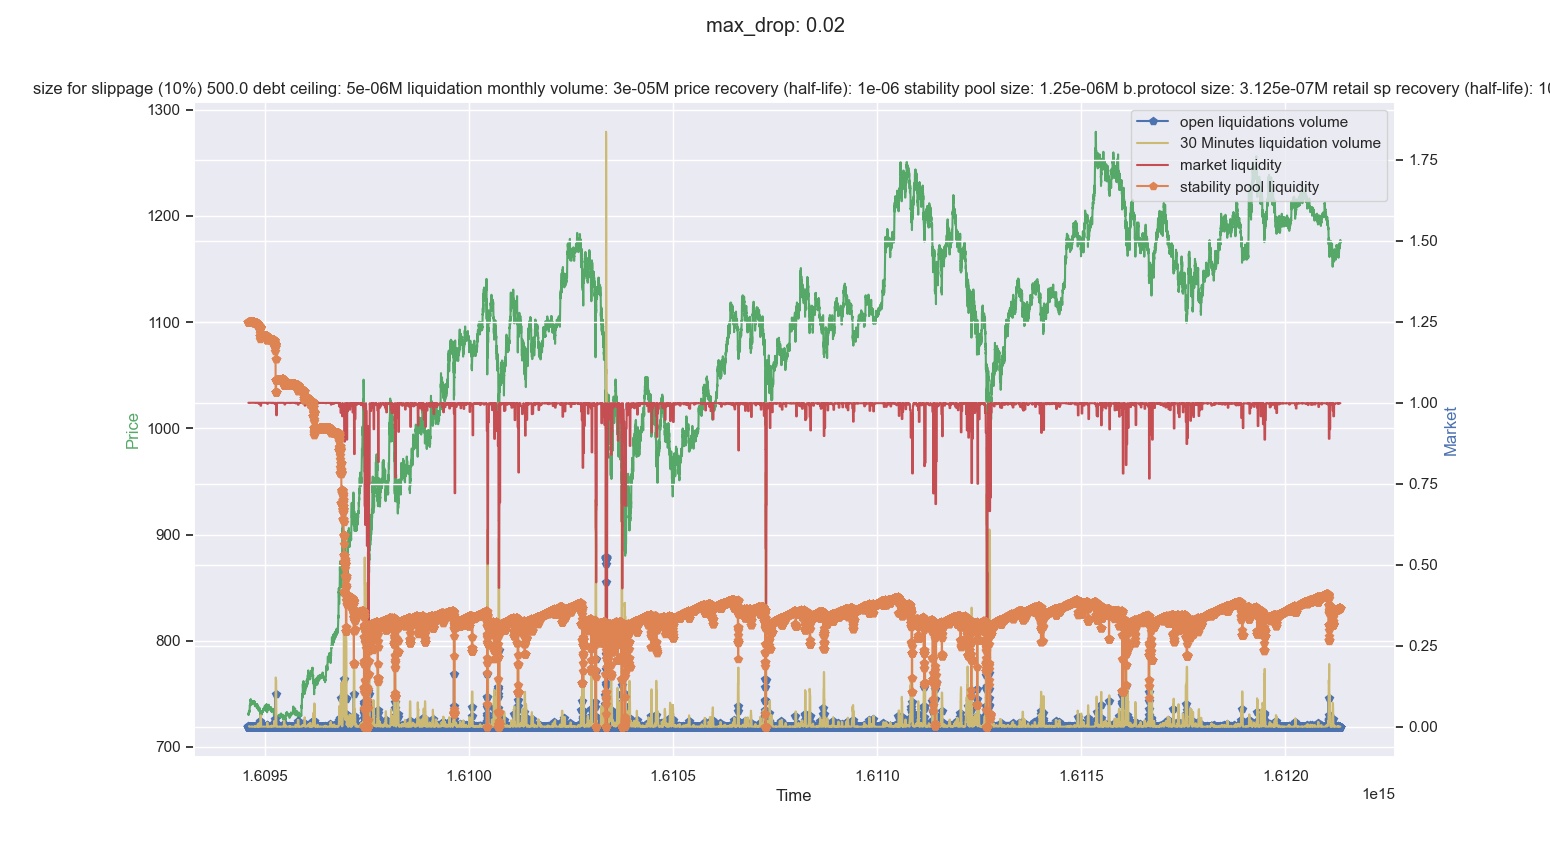 max_drop: 0.02
size for slippage (10%) 500.0 debt ceiling: 5e-06M liquidation monthly volume: 3e-05M price recovery (half-life): 1e-06 stability pool size: 1.25e-06M b.protocol size: 3.125e-07M retail sp recovery (half-life):
open liquidations volume
30 Minutes liquidation volume
market liquidity
stability pool liquidity
1300
1200
1100
1000
900
800
700
Price
1.75
1.50
1.25
1.00
0.75
0.50
0.25
0.00
Market
1.6095
1.6100
1.6105
1.6110
1.6115
1.6120
Time
1e15